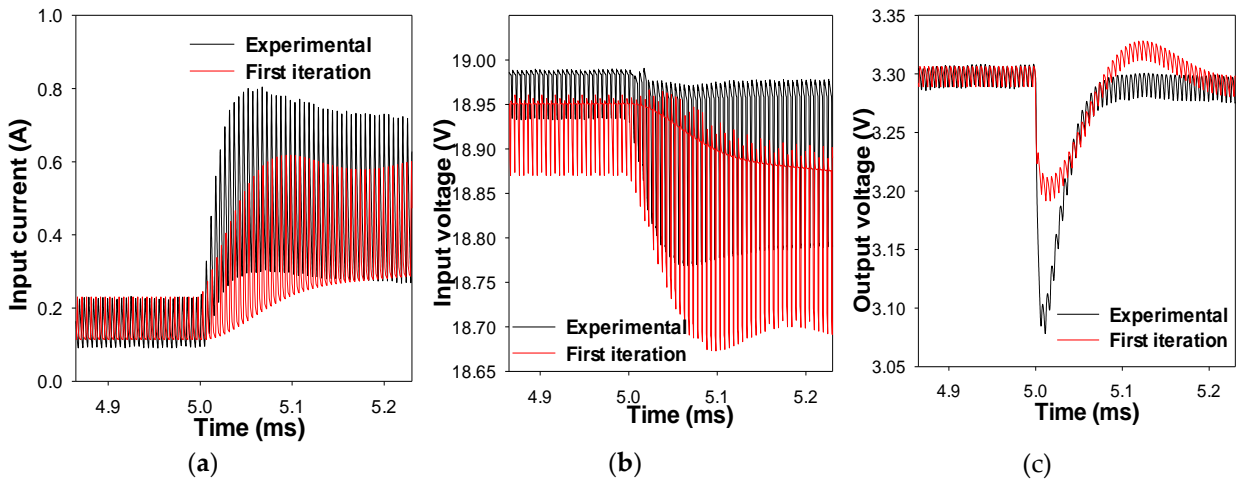 1.0
0.8
0.6
0.4
0.2
0.0
Input current (A)
Experimental
First iteration
4.9
5.0
5.1
5.2
Time (ms)
(a)
19.00
18.95
18.90
18.85
18.80
18.75
18.70
18.65
Input voltage (V)
Experimental
First iteration
4.9
5.0
5.1
5.2
Time (ms)
(b)
3.35
3.30
3.25
3.20
3.15
3.10
3.05
Output voltage (V)
Experimental
First iteration
4.9
5.0
5.1
5.2
Time (ms)
(c)